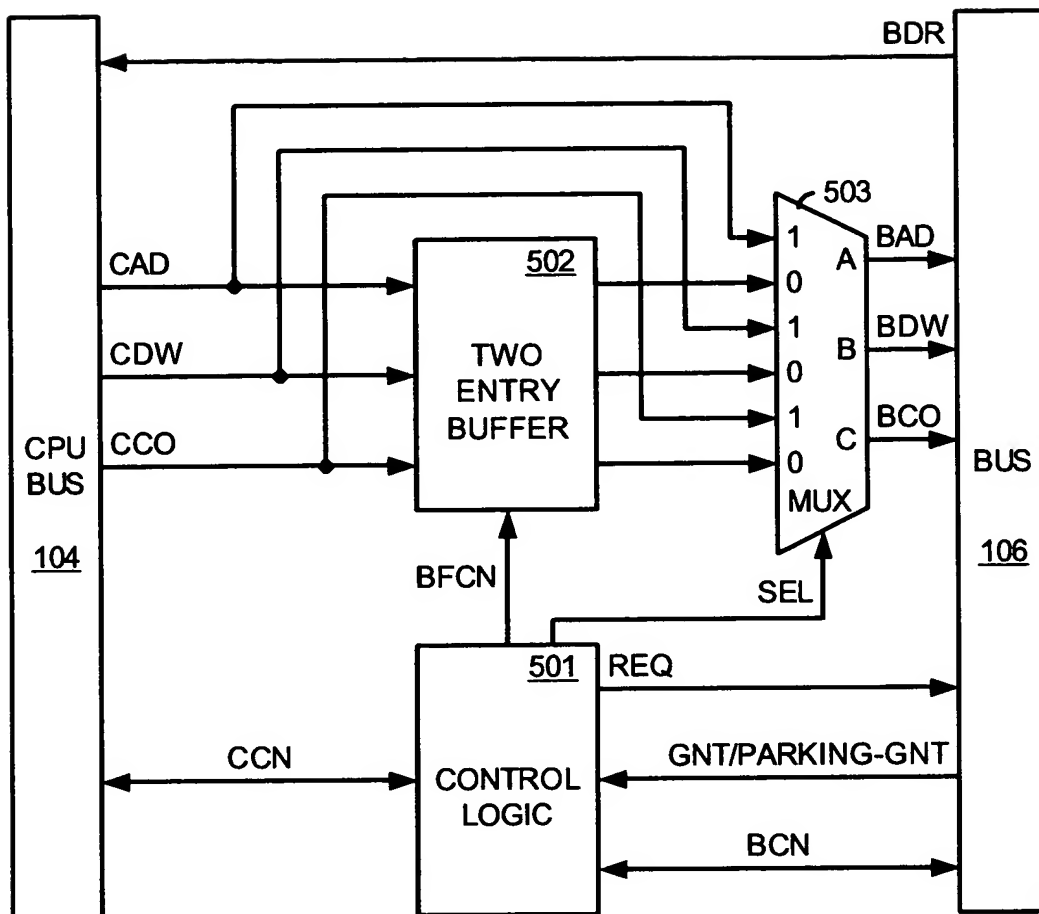 BDR
503
CAD
502
1
A
BAD
0
1
CDW
TWO
ENTRY
BUFFER
B
BDW
0
1
CPU
BUS
CCO
C
BCO
0
BUS
MUX
104
106
BFCN
SEL
501
REQ
GNT/PARKING-GNT
CCN
CONTROL
LOGIC
BCN